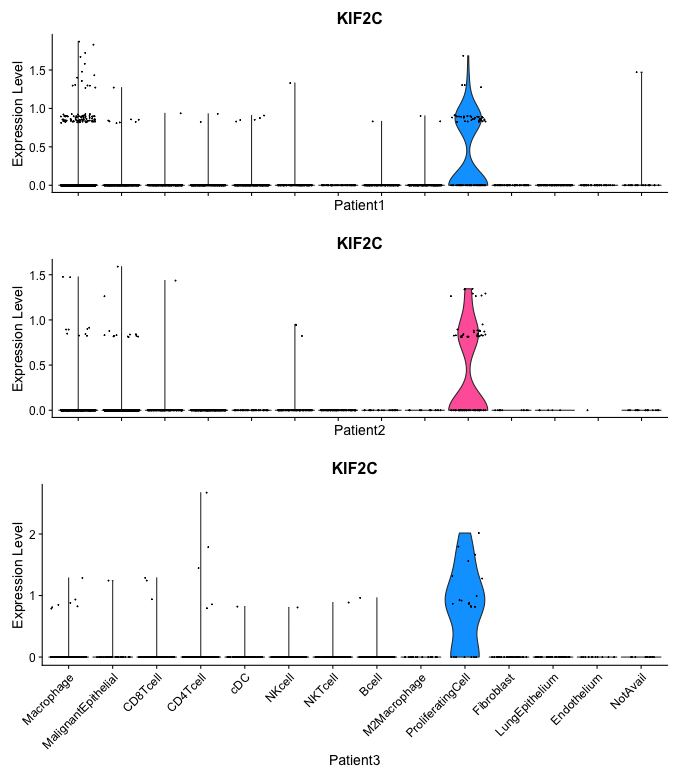 KIF2C
Expression Level
1.5
1.0
0.5
0.0
Patient1
KIF2C
Expression Level
1.5
1.0
0.5
0.0
Patient2
KIF2C
Expression Level
2
1
0
Macrophage
MalignantEpithelial
CD8Tcell
CD4Tcell
cDC
NKcell
NKTcell
Bcell
M2Macrophage
ProliferatingCell
Fibroblast
LungEpithelium
Endothelium
NotAvail
Patient3